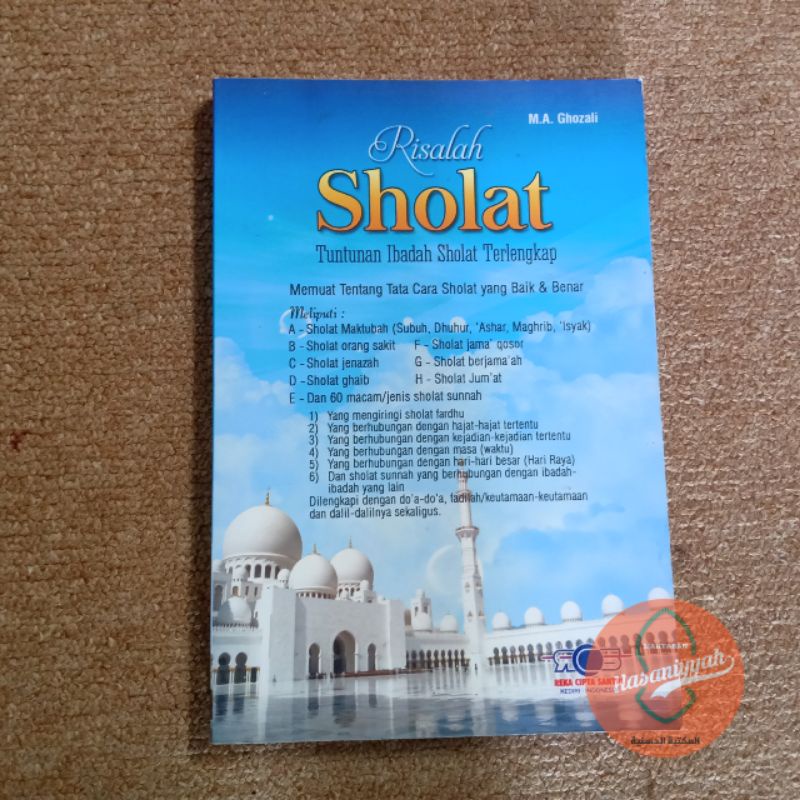 M.A. Ghozali
Risalah
Sholat
Tuntunan Ibadah Sholat Terlengkap
Memuat Tentang Tata Cara Sholat yang Baik & Benar
Meliputi :
A - Sholat Maktubah (Subuh, Dhuhur, 'Ashar, Maghrib, 'Isyak)
B - Sholat orang sakit F - Sholat jama' qosor
C - Sholat jenazah G - Sholat berjama'ah
D - Sholat ghaib H - Sholat Jum'at
E - Dan 60 macam/jenis sholat sunnah
1) Yang mengiringi sholat fardhu
2) Yang berhubungan dengan hajat-hajat tertentu
3) Yang berhubungan dengan kejadian-kejadian tertentu
4) Yang berhubungan dengan masa (waktu)
5) Yang berhubungan dengan hari-hari besar (Hari Raya)
6) Dan sholat sunnah yang berhubungan dengan ibadah-
ibadah yang lain
Dilengkapi dengan do'a-do'a, fadilah/keutamaan-keutamaan
dan dalil-dalilnya sekaligus.
RCS
REKA CIPTA
KEDIRI - INDONESIA
MAKTABAH
Hasaniyyah
المكتبة الحسنية